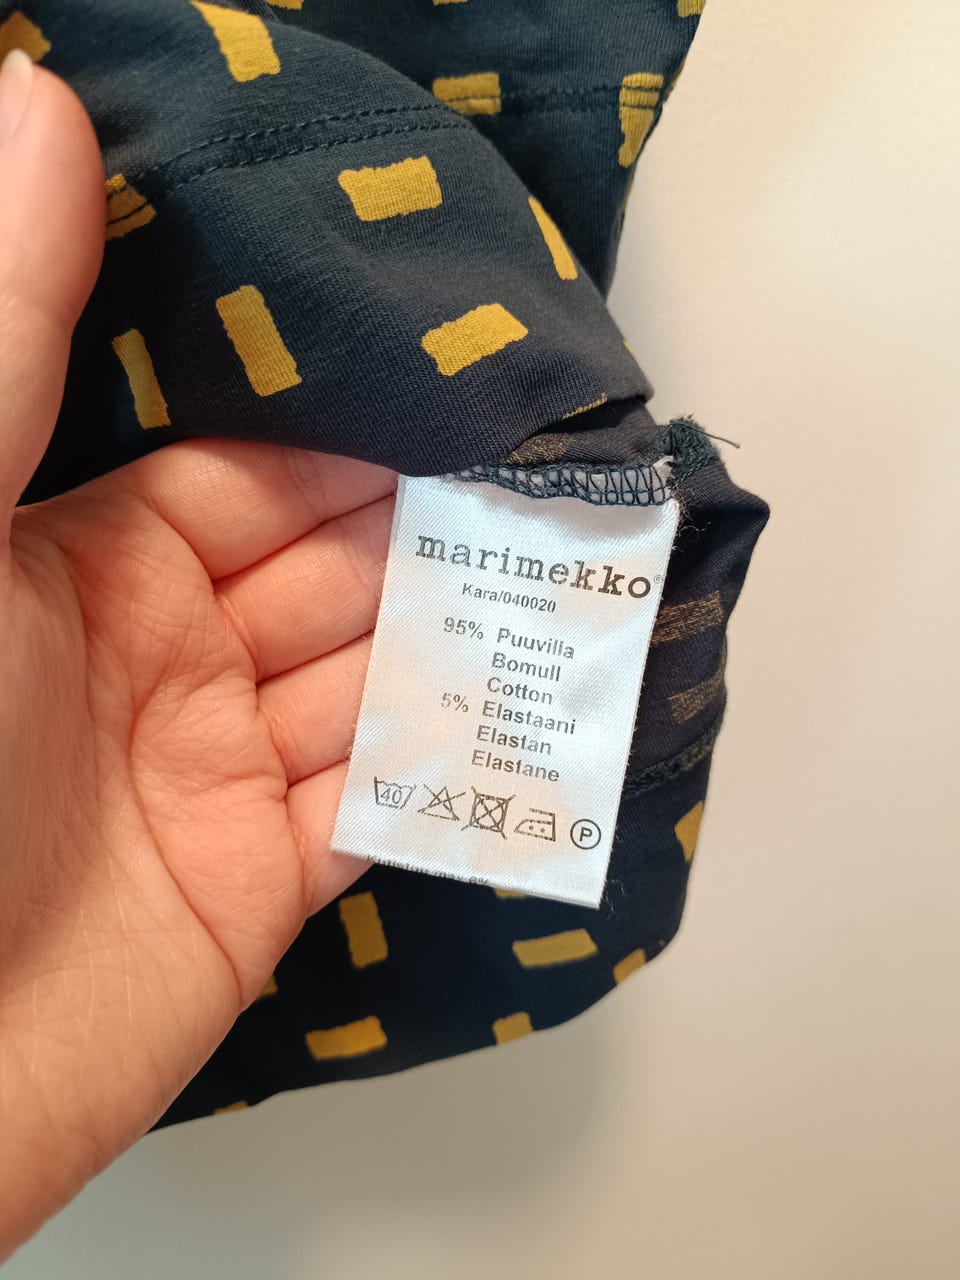 marimekko®
Kara/040020
95% Puuvilla
Bomull
Cotton
5% Elastaani
Elastan
Elastane
40
P